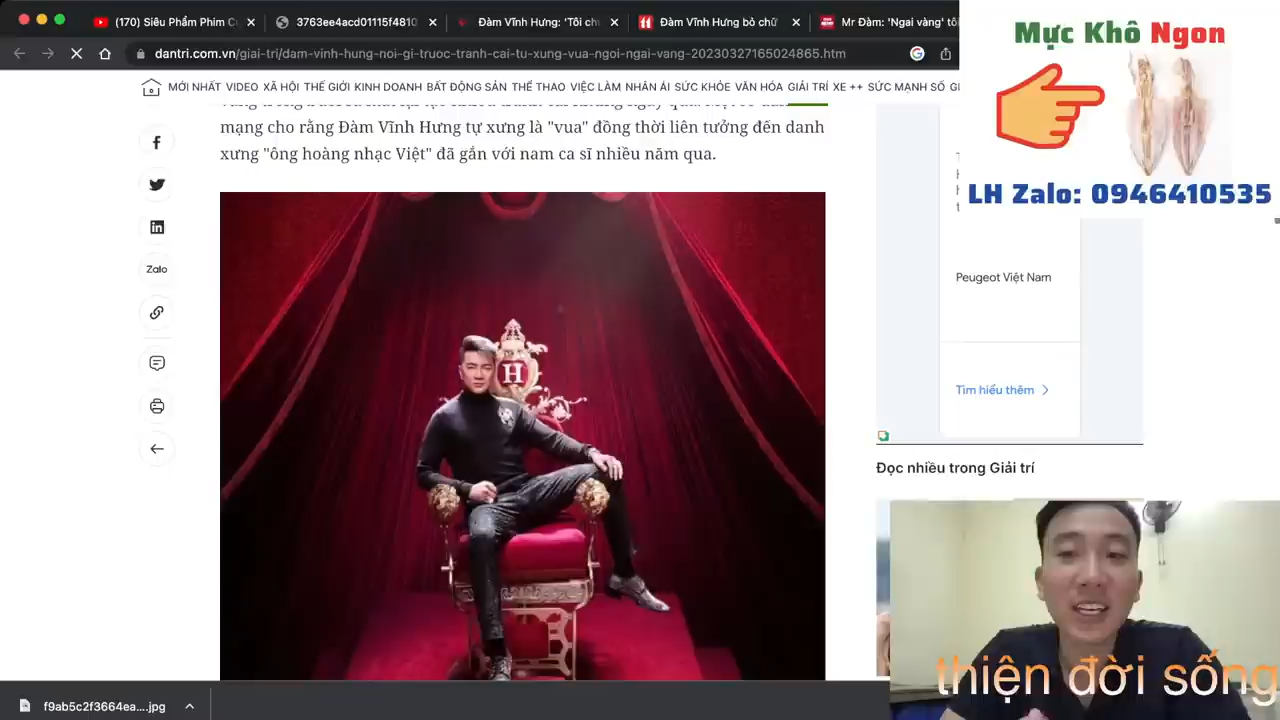 (170) Siêu Phẩm Phim C
3763ee4acd0115f4810
Đàm Vĩnh Hưng: 'Tôi ch
Đàm Vĩnh Hưng bỏ chữ
Mr Đàm: 'Ngai vàng' tôi
dantri.com.vn/giai-tri/dam-vinh-hung-toi-gi
tranh-cai-tu-xung-vua-ngoi-ngai-vang-20230327165024865.htm
MỚI NHẤT VIDEO XÃ HỘI THẾ GIỚI KINH DOANH BẤT ĐỘNG SẢN THỂ THAO VIỆC LÀM NHÂN ÁI SỨC KHỎE VĂN HÓA GIẢI TRÍ XE ++ SỨC MẠNH SỐ
mạng cho rằng Đàm Vĩnh Hưng tự xưng là "vua" đồng thời liên tưởng đến danh
xưng "ông hoàng nhạc Việt" đã gắn với nam ca sĩ nhiều năm qua.
Zalo
H
Mực Khô Ngon
LH Zalo: 0946410535
Peugeot Việt Nam
Tìm hiểu thêm
Đọc nhiều trong Giải trí
thiện đời sống
f9ab5c2f3664ea....jpg